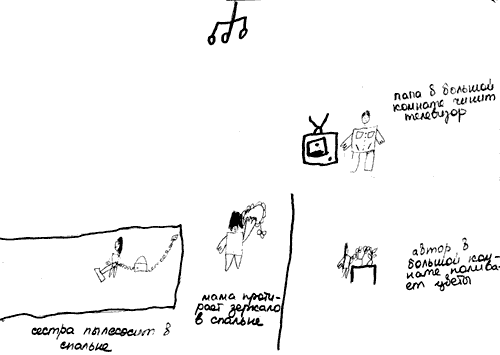 папа в большой
комнате чинит
телевизор
автор в
большой ком-
нате полива-
ет цветы
мама проти-
рает зеркало
в спальне
сестра пылесосит в
спальне